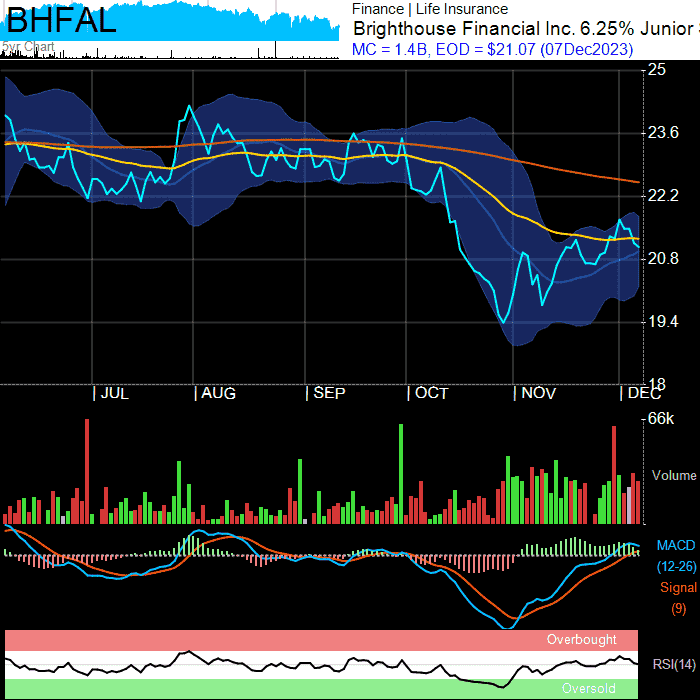 BHFAL
5yr Chart
Finance | Life Insurance
Brighthouse Financial Inc. 6.25% Junior
MC = 1.4B, EOD = $21.07 (07Dec2023)
25
23.6
22.2
20.8
19.4
18
JUL AUG SEP OCT NOV DEC
66k
Volume
MACD
(12-26)
Signal
(9)
Overbought
RSI(14)
Oversold